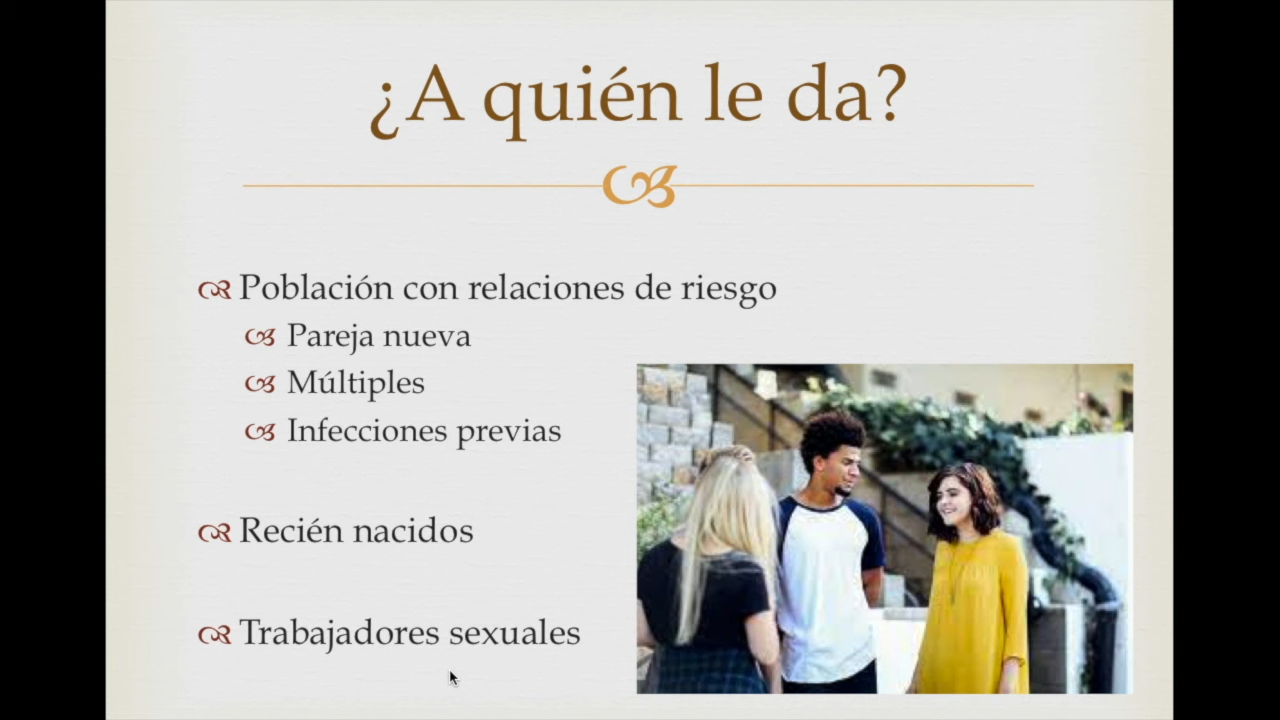 ¿A quién le da?
Población con relaciones de riesgo
Pareja nueva
Múltiples
Infecciones previas
Recién nacidos
Trabajadores sexuales